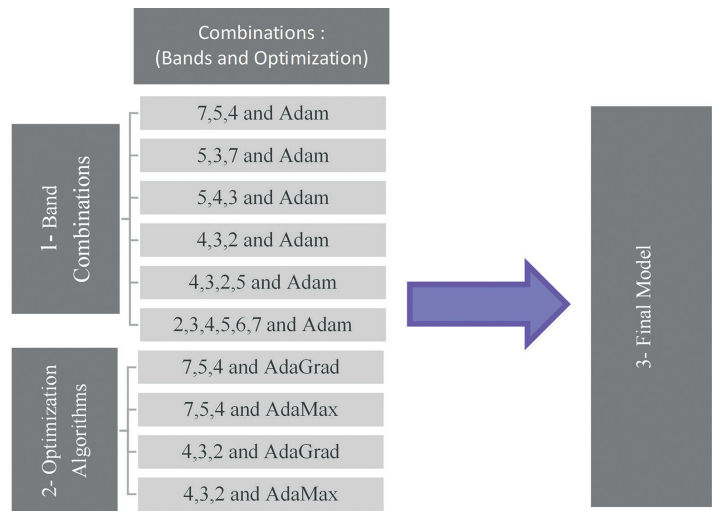 Combinations :
(Bands and Optimization)
1- Band
Combinations
7,5,4 and Adam
5,3,7 and Adam
5,4,3 and Adam
4,3,2 and Adam
4,3,2,5 and Adam
2,3,4,5,6,7 and Adam
2- Optimization
Algorithms
7,5,4 and AdaGrad
7,5,4 and AdaMax
4,3,2 and AdaGrad
4,3,2 and AdaMax
3- Final Model